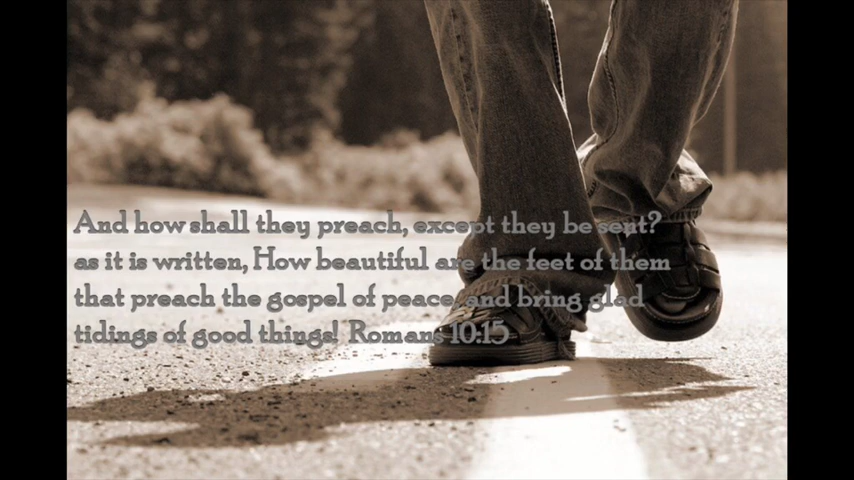 And how shall they preach, except they be sent?
as it is written, How beautiful are the feet of them
that preach the gospel of peace, and bring glad
tidings of good things! Romans 10:15